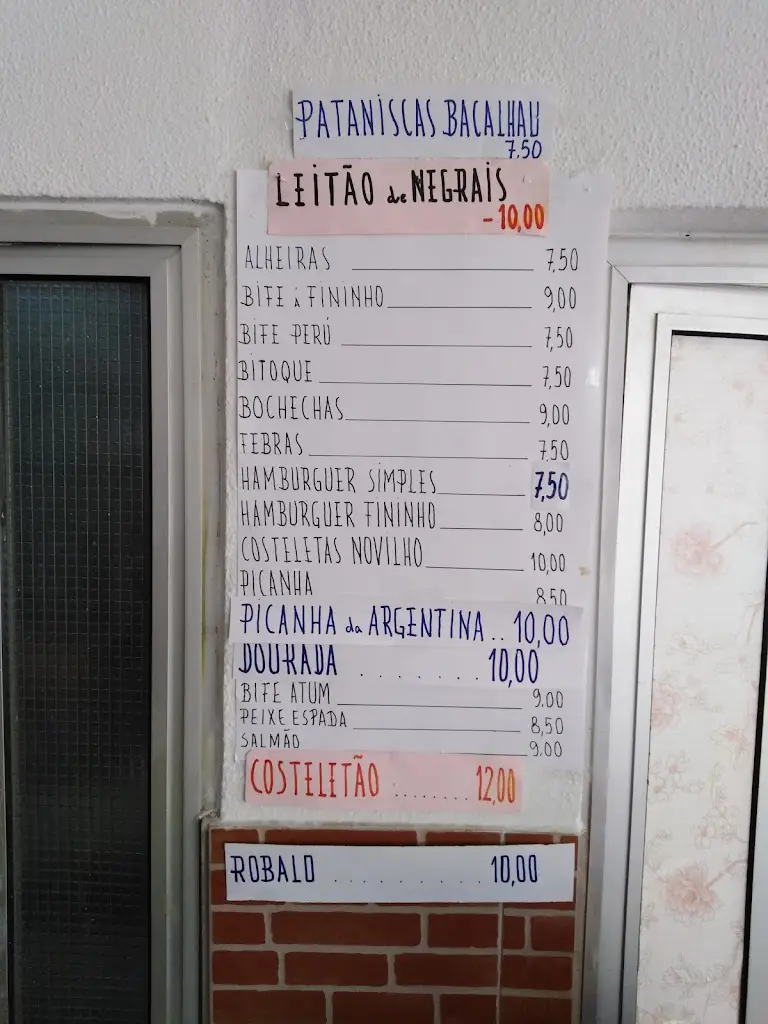 PATANISCAS BACALHAU
7,50
LEITÃO de NEGRAIS
- 10,00
ALHEIRAS 7,50
BIFE à FININHO 9,00
BIFE PERÚ 7,50
BITOQUE 7,50
BOCHECHAS 9,00
FEBRAS 7.50
HAMBURGUER SIMPLES 7,50
HAMBURGUER FININHO 8,00
COSTELETAS NOVILHO 10,00
PICANHA 8,50
PICANHA da ARGENTINA .. 10,00
DOURADA . . . . . . . 10,00
BIFE ATUM 9.00
PEIXE ESPADA 8,50
SALMÃO 9.00
COSTELETÃO ........ 12,00
ROBALO . . . . . . . . . . 10,00